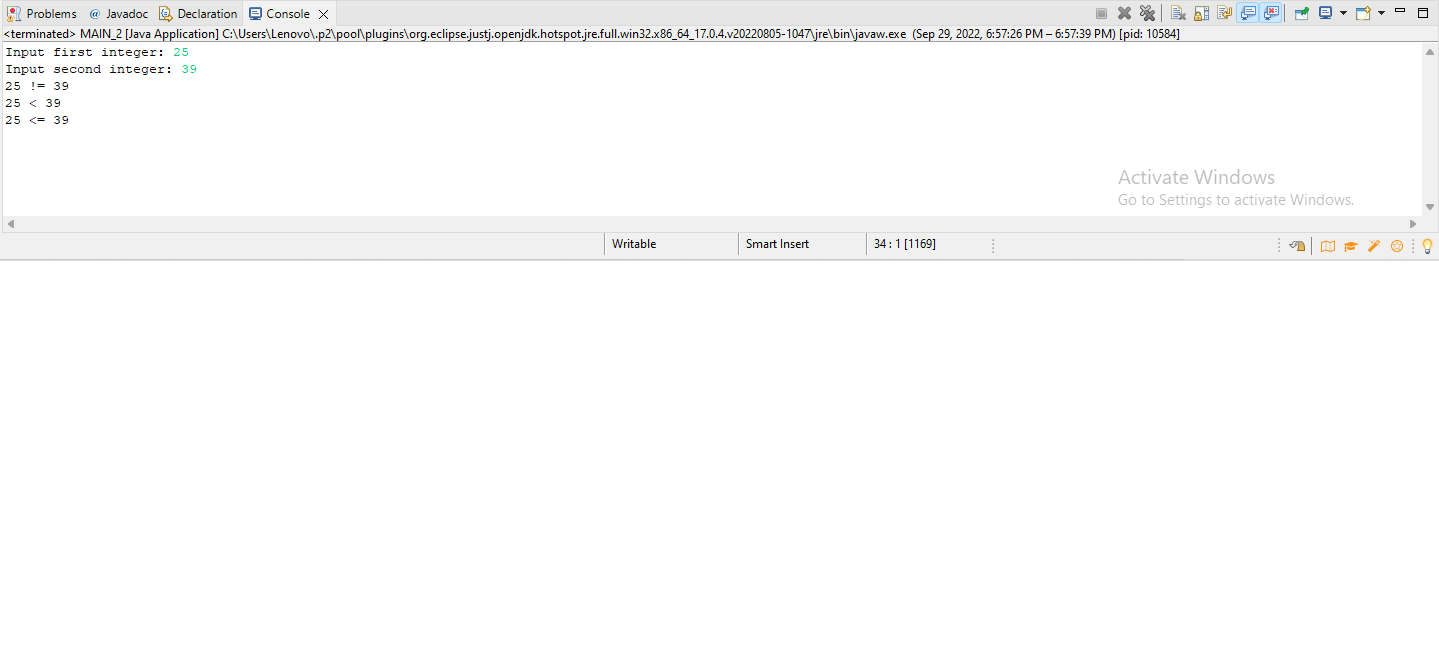 Problems @ Javadoc Declaration Console
<terminated> MAIN_2 [Java Application] C:\Users\Lenovo\.p2\pool\plugins\org.eclipse.justj.openjdk.hotspot.jre.full.win32.x86_64_17.0.4.v20220805-1047\jre\bin\javaw.exe (Sep 29, 2022, 6:57:26 PM – 6:57:39 PM) [pid: 10584]
Input first integer: 25
Input second integer: 39
25 != 39
25 < 39
25 <= 39
Activate Windows
Go to Settings to activate Windows.
Writable Smart Insert 34 : 1 [1169]